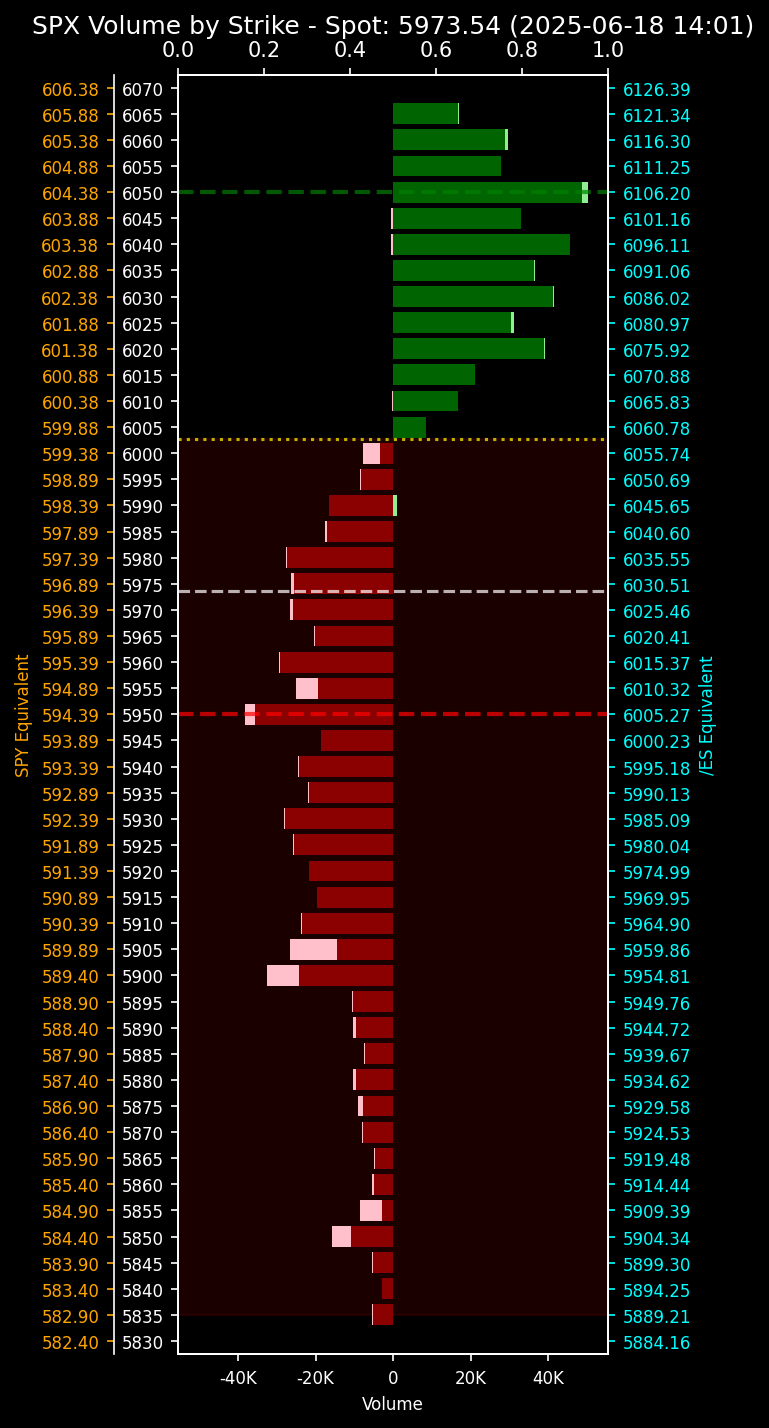 SPX Volume by Strike - Spot: 5973.54 (2025-06-18 14:01)
0.0 0.2 0.4 0.6 0.8 1.0
606.38 6070 6126.39
605.88 6065 6121.34
605.38 6060 6116.30
604.88 6055 6111.25
604.38 6050 6106.20
603.88 6045 6101.16
603.38 6040 6096.11
602.88 6035 6091.06
602.38 6030 6086.02
601.88 6025 6080.97
601.38 6020 6075.92
600.88 6015 6070.88
600.38 6010 6065.83
599.88 6005 6060.78
599.38 6000 6055.74
598.89 5995 6050.69
598.39 5990 6045.65
597.89 5985 6040.60
597.39 5980 6035.55
596.89 5975 6030.51
596.39 5970 6025.46
595.89 5965 6020.41
595.39 5960 6015.37
594.89 5955 6010.32
594.39 5950 6005.27
593.89 5945 6000.23
593.39 5940 5995.18
592.89 5935 5990.13
592.39 5930 5985.09
591.89 5925 5980.04
591.39 5920 5974.99
590.89 5915 5969.95
590.39 5910 5964.90
589.89 5905 5959.86
589.40 5900 5954.81
588.90 5895 5949.76
588.40 5890 5944.72
587.90 5885 5939.67
587.40 5880 5934.62
586.90 5875 5929.58
586.40 5870 5924.53
585.90 5865 5919.48
585.40 5860 5914.44
584.90 5855 5909.39
584.40 5850 5904.34
583.90 5845 5899.30
583.40 5840 5894.25
582.90 5835 5889.21
582.40 5830 5884.16
SPY Equivalent
/ES Equivalent
-40K -20K 0 20K 40K
Volume